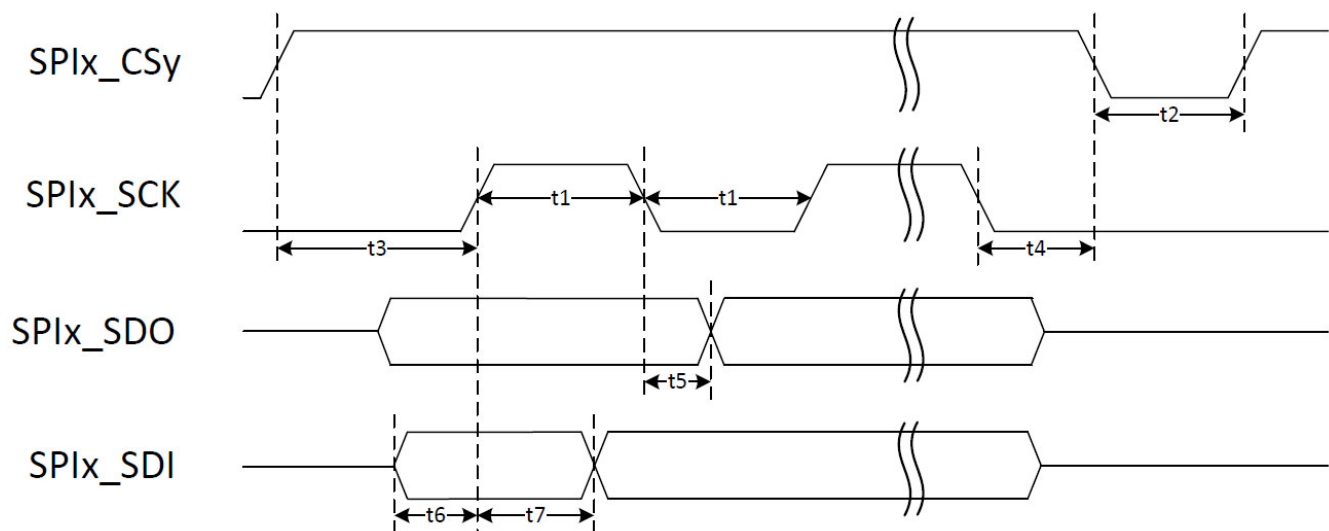 SPIx_CSy
t2
SPIx_SCK
t1 t1
t3 t4
SPIx_SDO
t5
SPIx_SDI
t6 t7